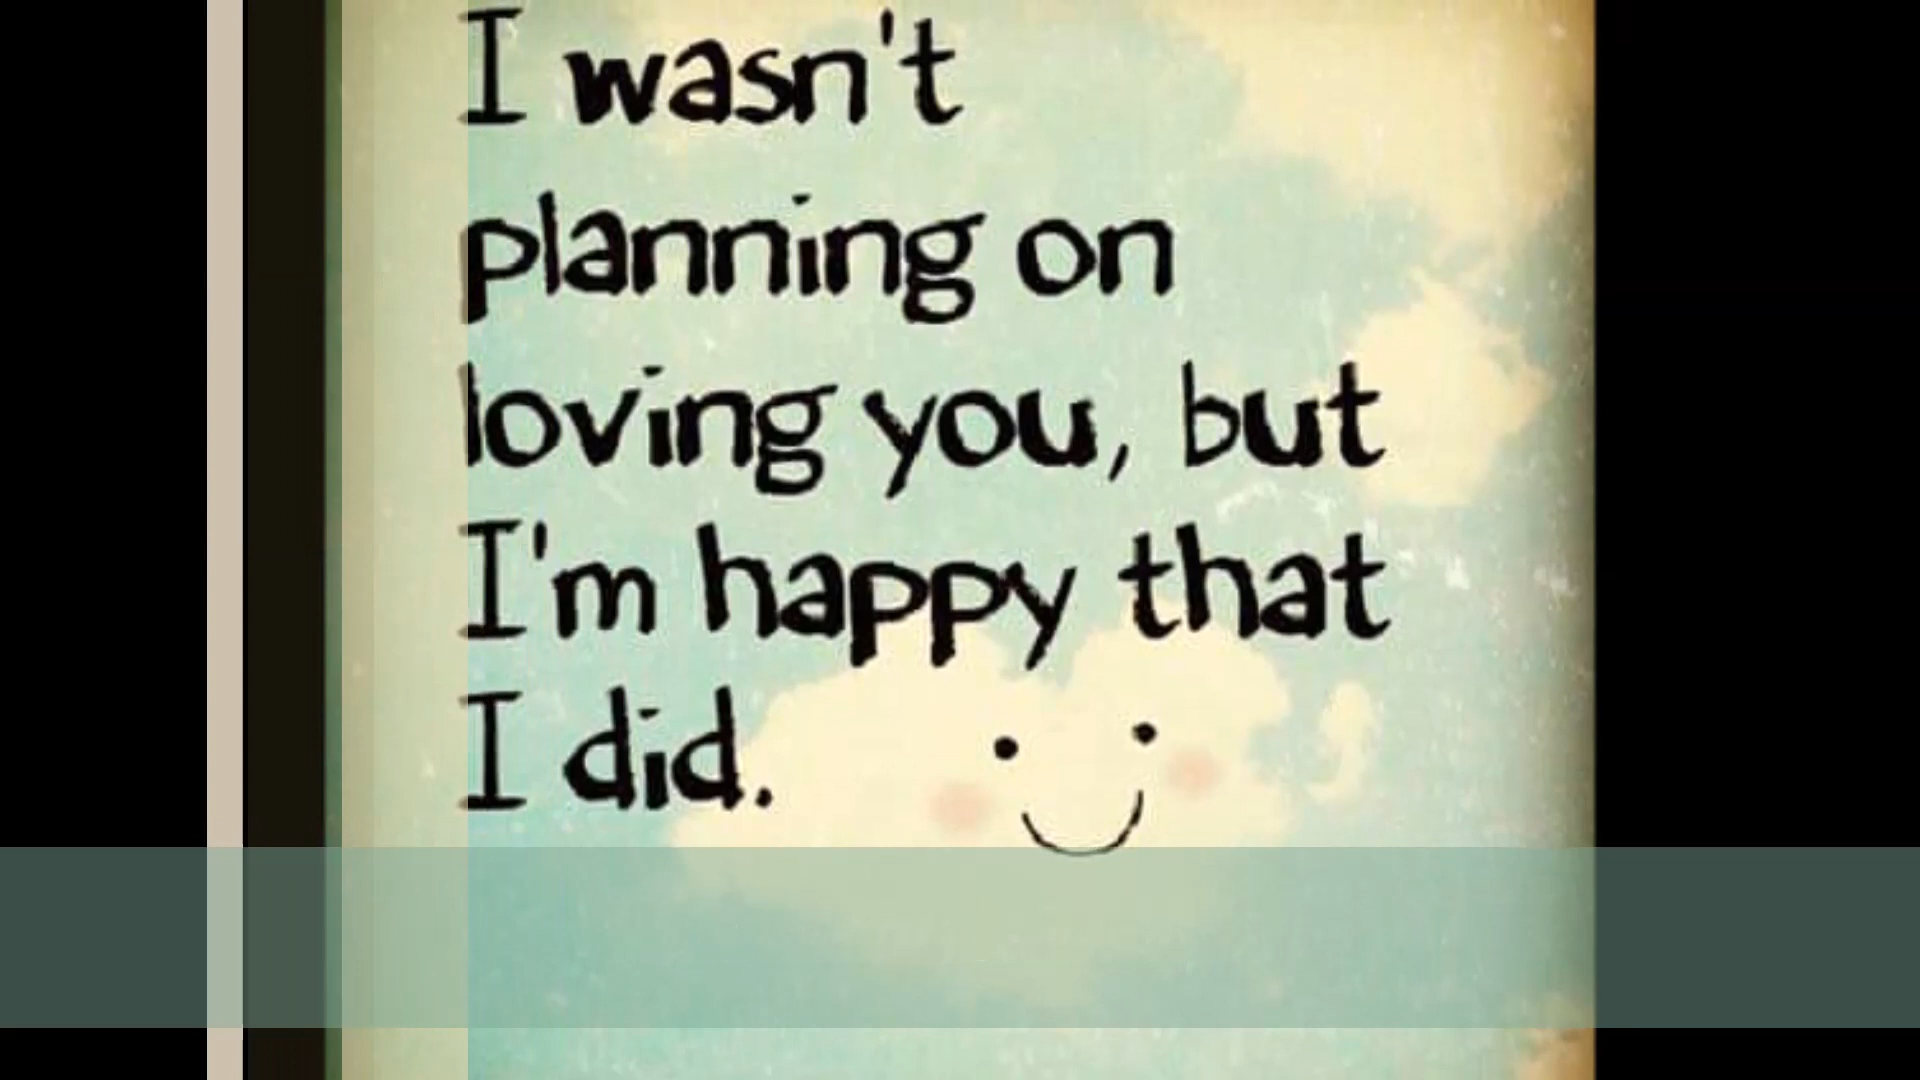 I wasn't
planning on
loving you, but
I'm happy that
I did.